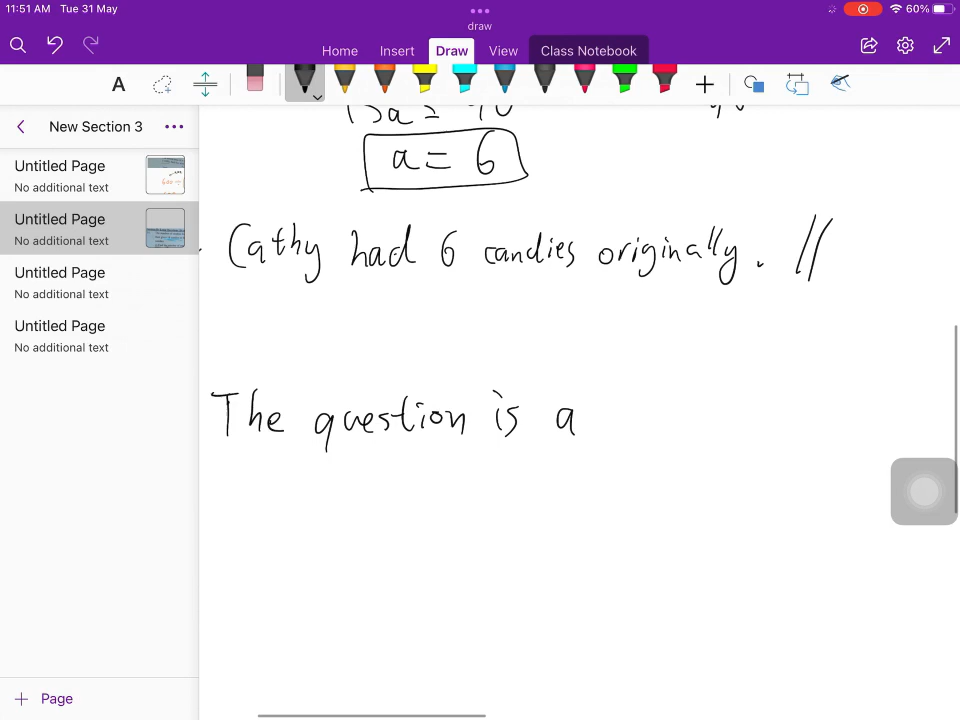 11:51 AM Tue 31 May
60%
draw
Home Insert Draw View Class Notebook
A
New Section 3
Untitled Page
No additional text
Untitled Page
No additional text
Untitled Page
No additional text
Untitled Page
No additional text
Page
a = 6
Cathy had 6 candies originally. //
The question is a